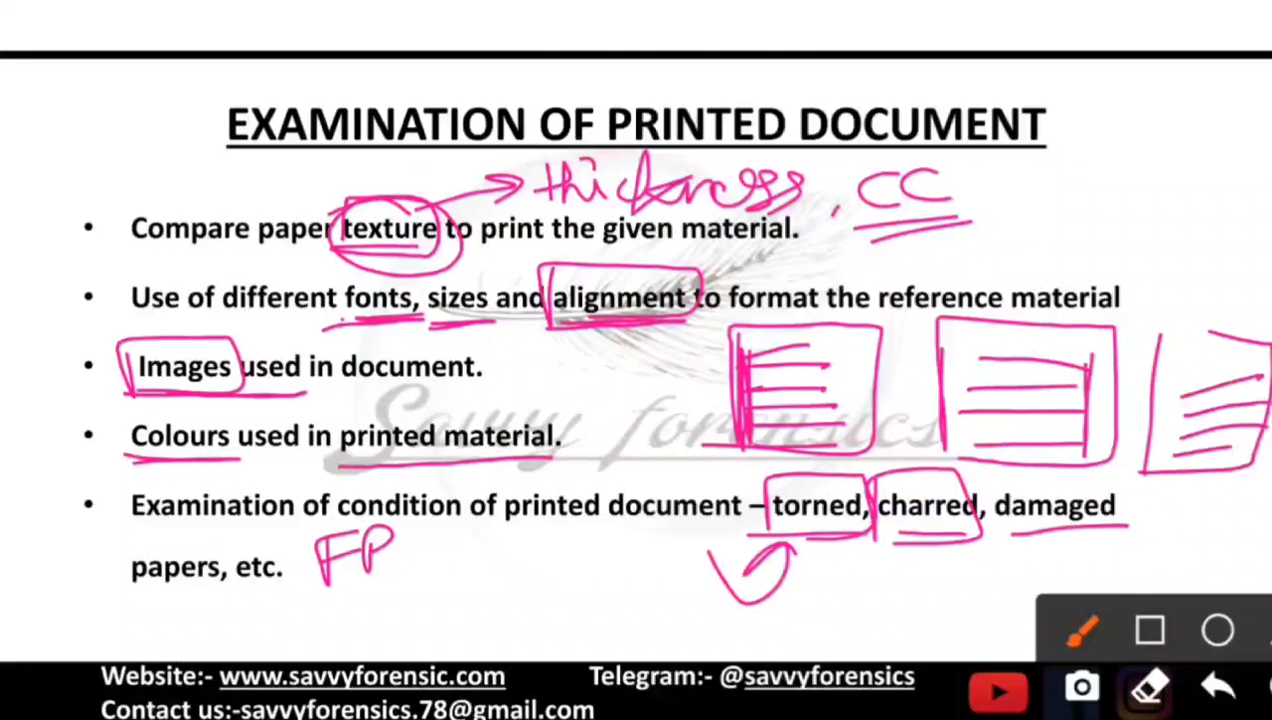 EXAMINATION OF PRINTED DOCUMENT
→ thickness, CC
• Compare paper texture to print the given material.
• Use of different fonts, sizes and alignment to format the reference material
• Images used in document.
• Colours used in printed material.
Savvy forensics
• Examination of condition of printed document – torned, charred, damaged
papers, etc. FP
Website:- www.savvyforensic.com Telegram:- @savvyforensics
Contact us:-savvyforensics.78@gmail.com